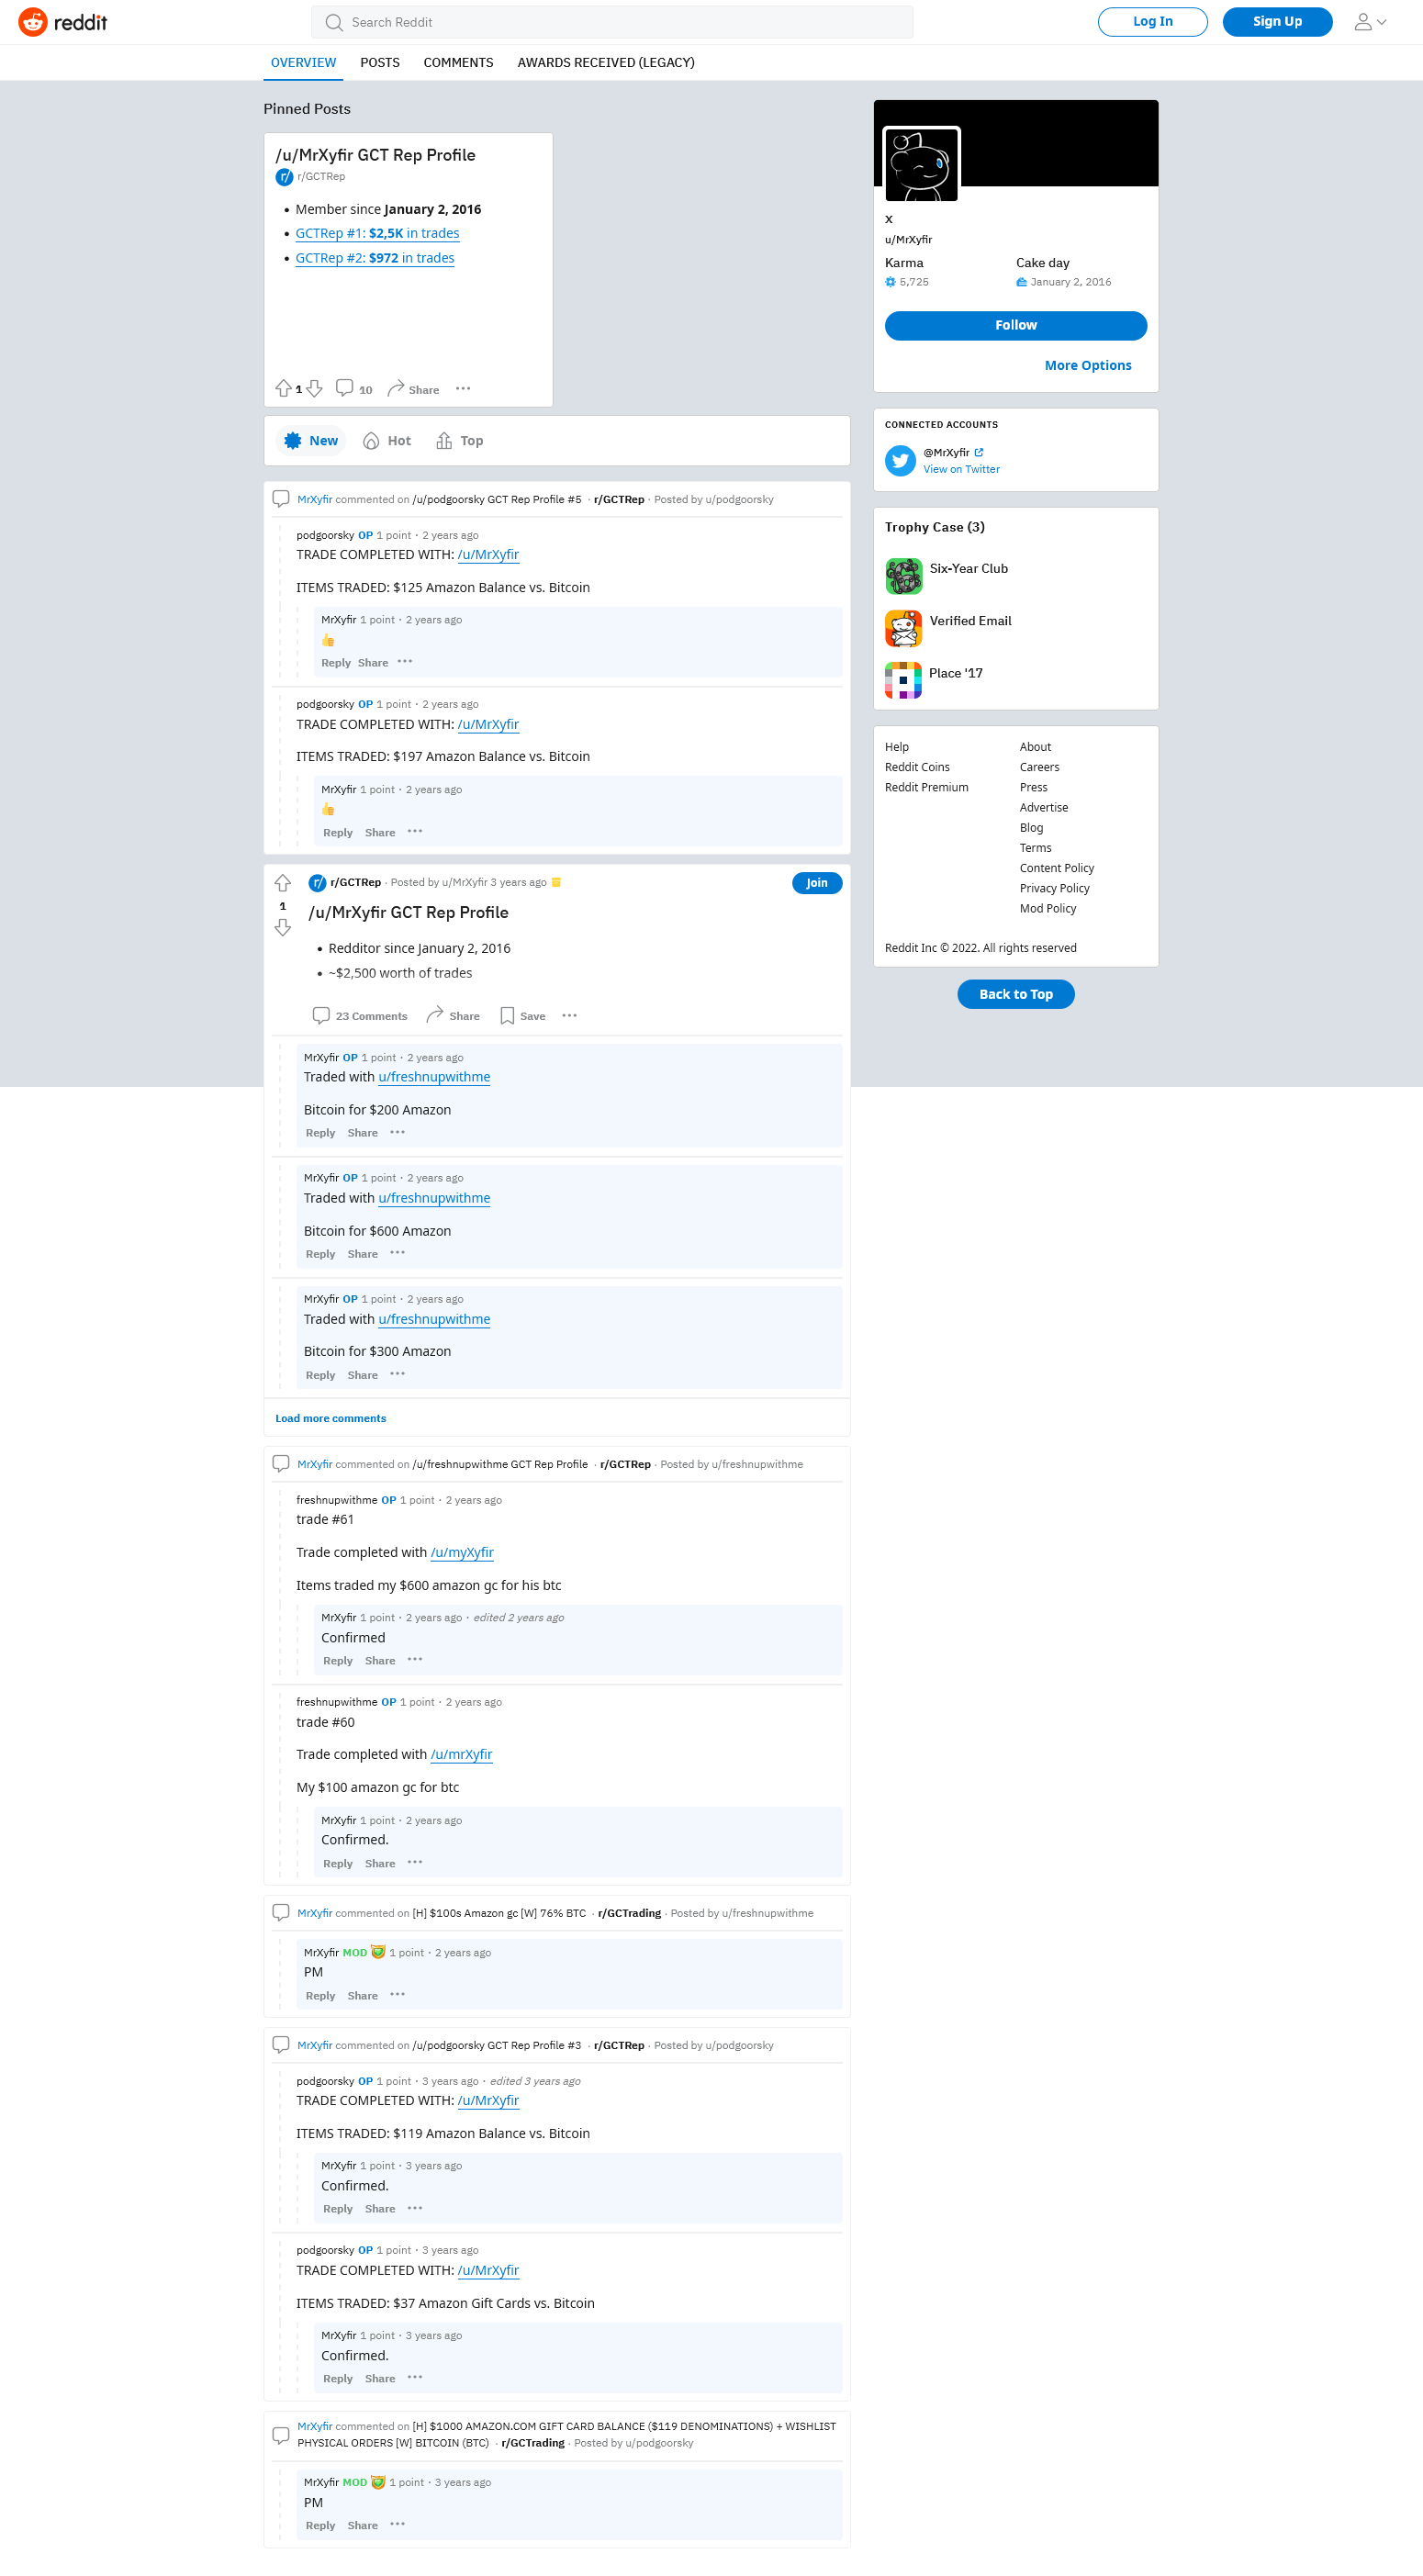 reddit
Search Reddit
Log In
Sign Up
OVERVIEW POSTS COMMENTS AWARDS RECEIVED (LEGACY)
Pinned Posts
/u/MrXyfir GCT Rep Profile
r/ r/GCTRep
• Member since January 2, 2016
• GCTRep #1: $2,5K in trades
• GCTRep #2: $972 in trades
1 10 Share
New Hot Top
MrXyfir commented on /u/podgoorsky GCT Rep Profile #5 · r/GCTRep · Posted by u/podgoorsky
podgoorsky OP 1 point · 2 years ago
TRADE COMPLETED WITH: /u/MrXyfir
ITEMS TRADED: $125 Amazon Balance vs. Bitcoin
MrXyfir 1 point · 2 years ago
👍
Reply Share
podgoorsky OP 1 point · 2 years ago
TRADE COMPLETED WITH: /u/MrXyfir
ITEMS TRADED: $197 Amazon Balance vs. Bitcoin
MrXyfir 1 point · 2 years ago
👍
Reply Share
r/ r/GCTRep · Posted by u/MrXyfir 3 years ago
Join
1
/u/MrXyfir GCT Rep Profile
• Redditor since January 2, 2016
• ~$2,500 worth of trades
23 Comments Share Save
MrXyfir OP 1 point · 2 years ago
Traded with u/freshnupwithme
Bitcoin for $200 Amazon
Reply Share
MrXyfir OP 1 point · 2 years ago
Traded with u/freshnupwithme
Bitcoin for $600 Amazon
Reply Share
MrXyfir OP 1 point · 2 years ago
Traded with u/freshnupwithme
Bitcoin for $300 Amazon
Reply Share
Load more comments
MrXyfir commented on /u/freshnupwithme GCT Rep Profile · r/GCTRep · Posted by u/freshnupwithme
freshnupwithme OP 1 point · 2 years ago
trade #61
Trade completed with /u/myXyfir
Items traded my $600 amazon gc for his btc
MrXyfir 1 point · 2 years ago · edited 2 years ago
Confirmed
Reply Share
freshnupwithme OP 1 point · 2 years ago
trade #60
Trade completed with /u/mrXyfir
My $100 amazon gc for btc
MrXyfir 1 point · 2 years ago
Confirmed.
Reply Share
MrXyfir commented on [H] $100s Amazon gc [W] 76% BTC · r/GCTrading · Posted by u/freshnupwithme
MrXyfir MOD 1 point · 2 years ago
PM
Reply Share
MrXyfir commented on /u/podgoorsky GCT Rep Profile #3 · r/GCTRep · Posted by u/podgoorsky
podgoorsky OP 1 point · 3 years ago · edited 3 years ago
TRADE COMPLETED WITH: /u/MrXyfir
ITEMS TRADED: $119 Amazon Balance vs. Bitcoin
MrXyfir 1 point · 3 years ago
Confirmed.
Reply Share
podgoorsky OP 1 point · 3 years ago
TRADE COMPLETED WITH: /u/MrXyfir
ITEMS TRADED: $37 Amazon Gift Cards vs. Bitcoin
MrXyfir 1 point · 3 years ago
Confirmed.
Reply Share
MrXyfir commented on [H] $1000 AMAZON.COM GIFT CARD BALANCE ($119 DENOMINATIONS) + WISHLIST
PHYSICAL ORDERS [W] BITCOIN (BTC) · r/GCTrading · Posted by u/podgoorsky
MrXyfir MOD 1 point · 3 years ago
PM
Reply Share
x
u/MrXyfir
Karma Cake day
5,725 January 2, 2016
Follow
More Options
CONNECTED ACCOUNTS
@MrXyfir
View on Twitter
Trophy Case (3)
Six-Year Club
Verified Email
Place '17
Help About
Reddit Coins Careers
Reddit Premium Press
Advertise
Blog
Terms
Content Policy
Privacy Policy
Mod Policy
Reddit Inc © 2022. All rights reserved
Back to Top